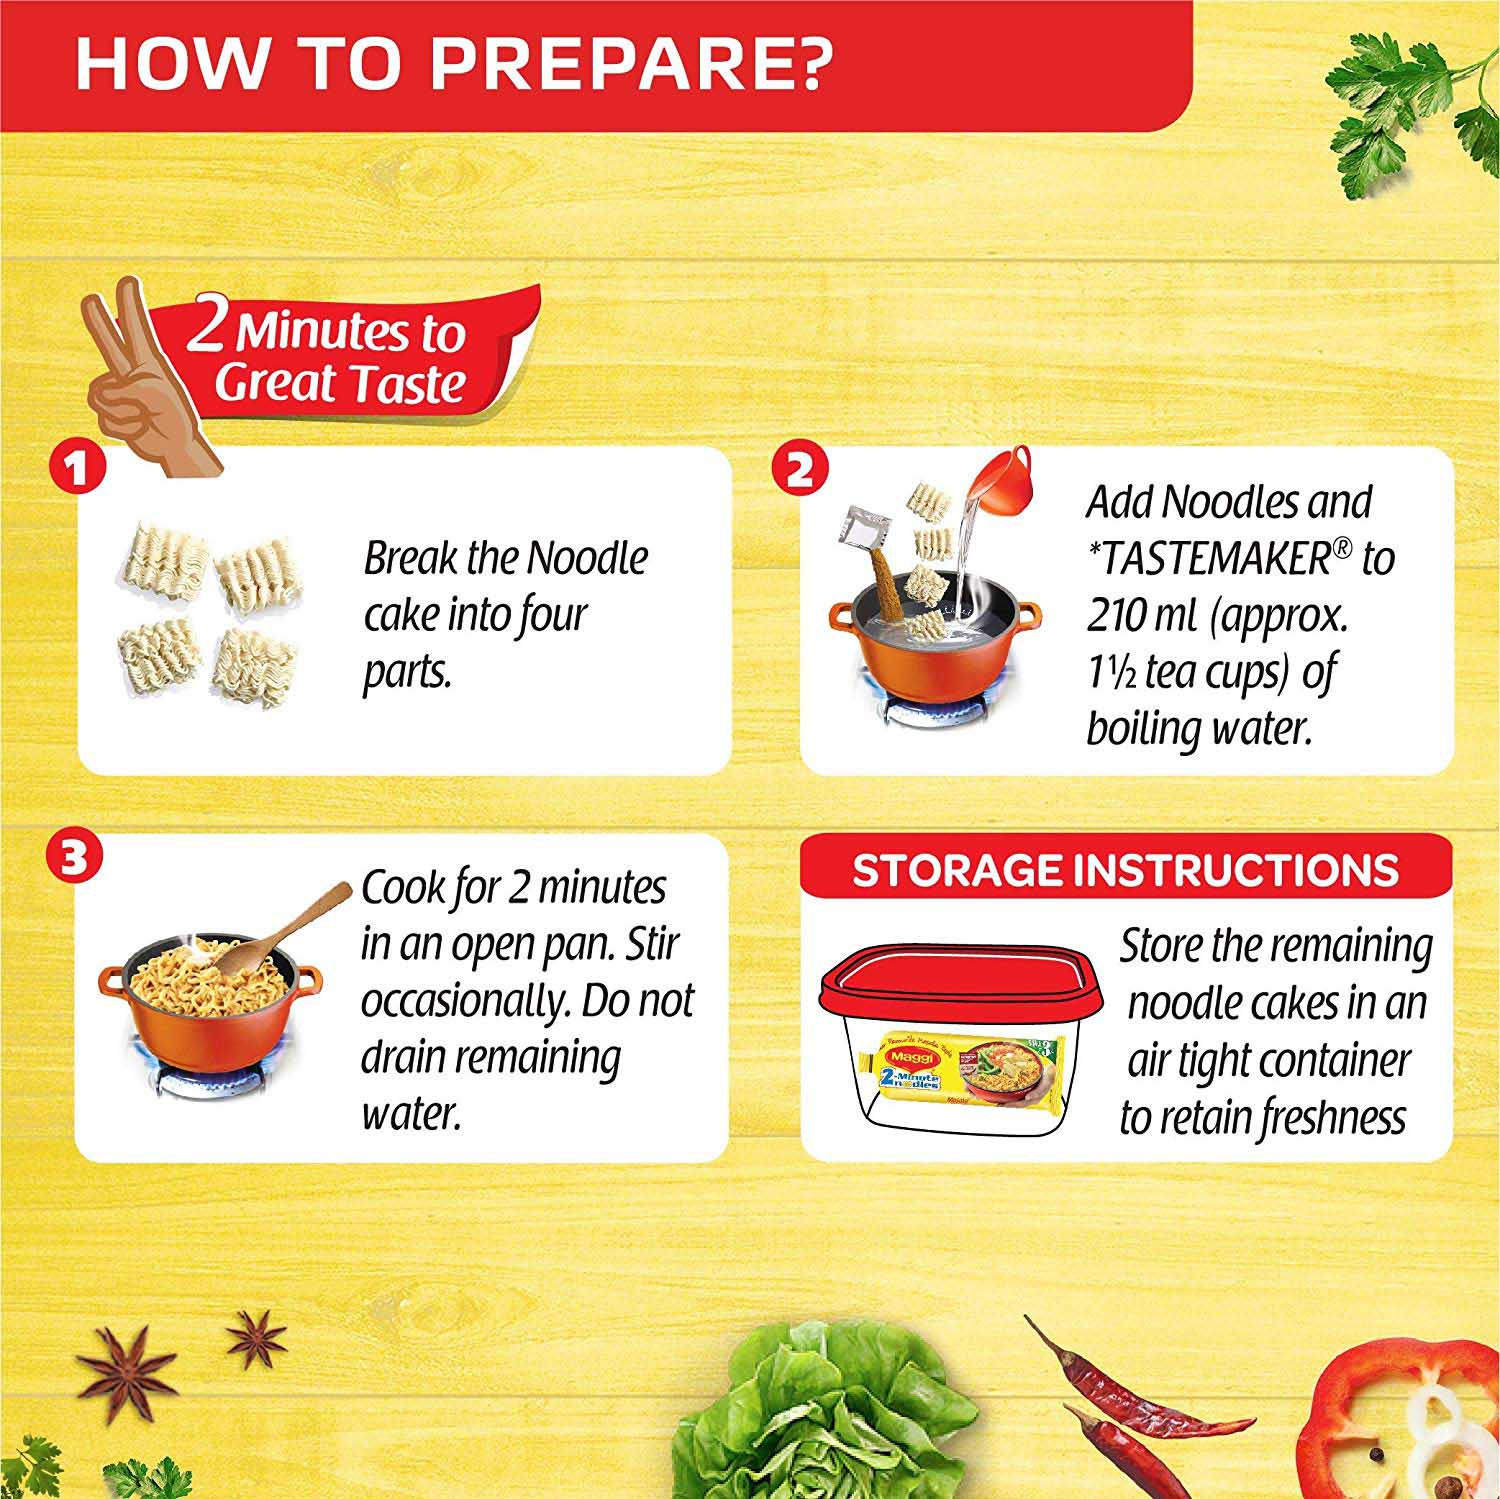 HOW TO PREPARE?
2 Minutes to
Great Taste
1
Break the Noodle
cake into four
parts.
2
Add Noodles and
*TASTEMAKER® to
210 ml (approx.
1½ tea cups) of
boiling water.
3
Cook for 2 minutes
in an open pan. Stir
occasionally. Do not
drain remaining
water.
STORAGE INSTRUCTIONS
Store the remaining
noodle cakes in an
air tight container
to retain freshness
Maggi
2-Minute
noodles
Masala